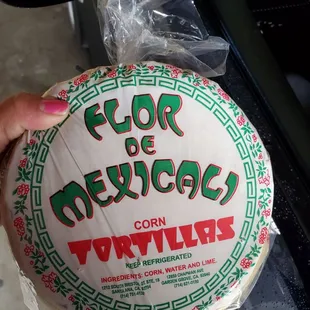 FLOR
DE
MEXICALI
CORN
TORTILLAS
KEEP REFRIGERATED
INGREDIENTS: CORN, WATER AND LIME.